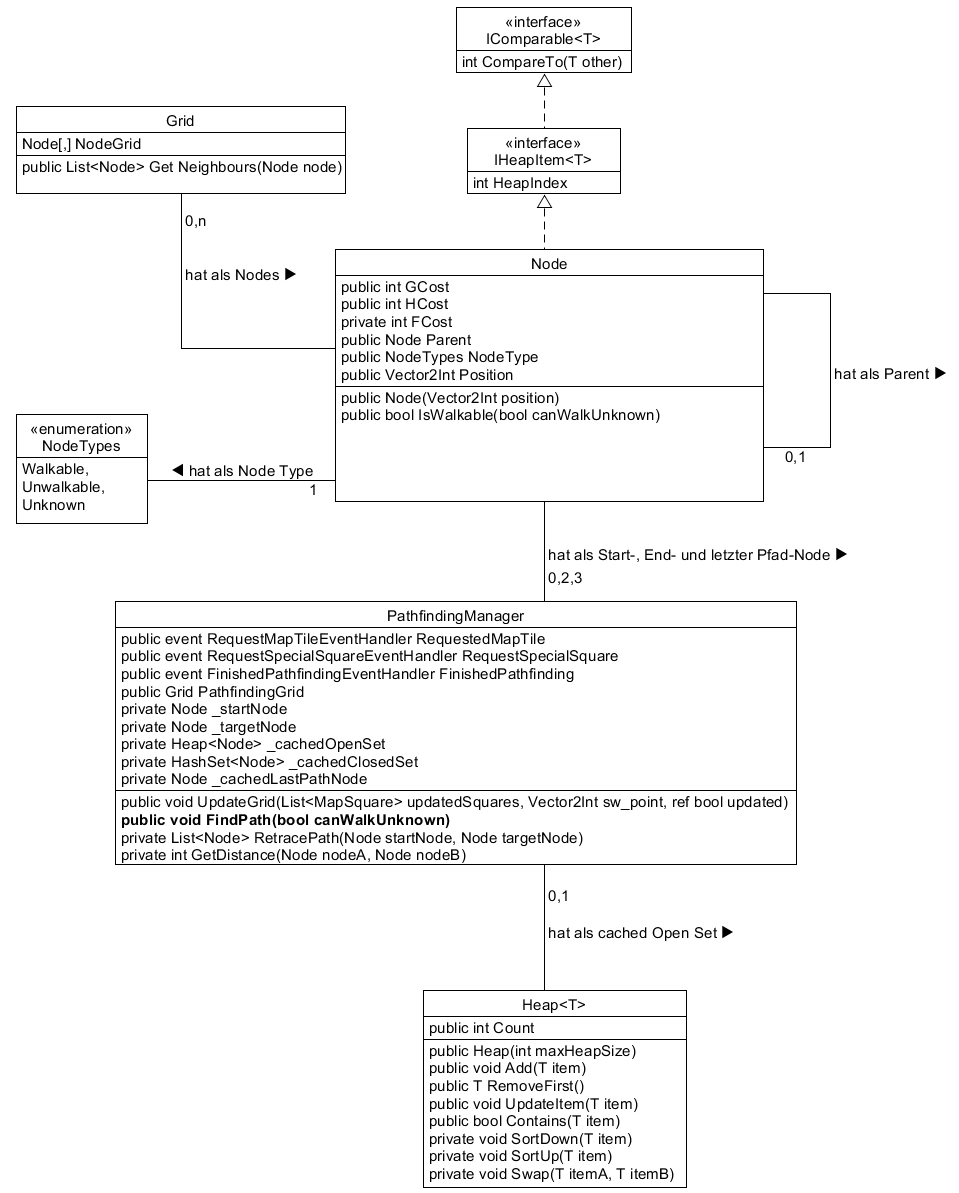 «interface»
IComparable<T>
int CompareTo(T other)
Grid
Node[,] NodeGrid
public List<Node> Get Neighbours(Node node)
«interface»
IHeapItem<T>
int HeapIndex
0,n
hat als Nodes ▶
Node
public int GCost
public int HCost
private int FCost
public Node Parent
public NodeTypes NodeType
public Vector2Int Position
public Node(Vector2Int position)
public bool IsWalkable(bool canWalkUnknown)
hat als Parent ▶
0,1
«enumeration»
NodeTypes
Walkable,
Unwalkable,
Unknown
◀ hat als Node Type
1
hat als Start-, End- und letzter Pfad-Node ▶
0,2,3
PathfindingManager
public event RequestMapTileEventHandler RequestedMapTile
public event RequestSpecialSquareEventHandler RequestSpecialSquare
public event FinishedPathfindingEventHandler FinishedPathfinding
public Grid PathfindingGrid
private Node _startNode
private Node _targetNode
private Heap<Node> _cachedOpenSet
private HashSet<Node> _cachedClosedSet
private Node _cachedLastPathNode
public void UpdateGrid(List<MapSquare> updatedSquares, Vector2Int sw_point, ref bool updated)
public void FindPath(bool canWalkUnknown)
private List<Node> RetracePath(Node startNode, Node targetNode)
private int GetDistance(Node nodeA, Node nodeB)
0,1
hat als cached Open Set ▶
Heap<T>
public int Count
public Heap(int maxHeapSize)
public void Add(T item)
public T RemoveFirst()
public void UpdateItem(T item)
public bool Contains(T item)
private void SortDown(T item)
private void SortUp(T item)
private void Swap(T itemA, T itemB)